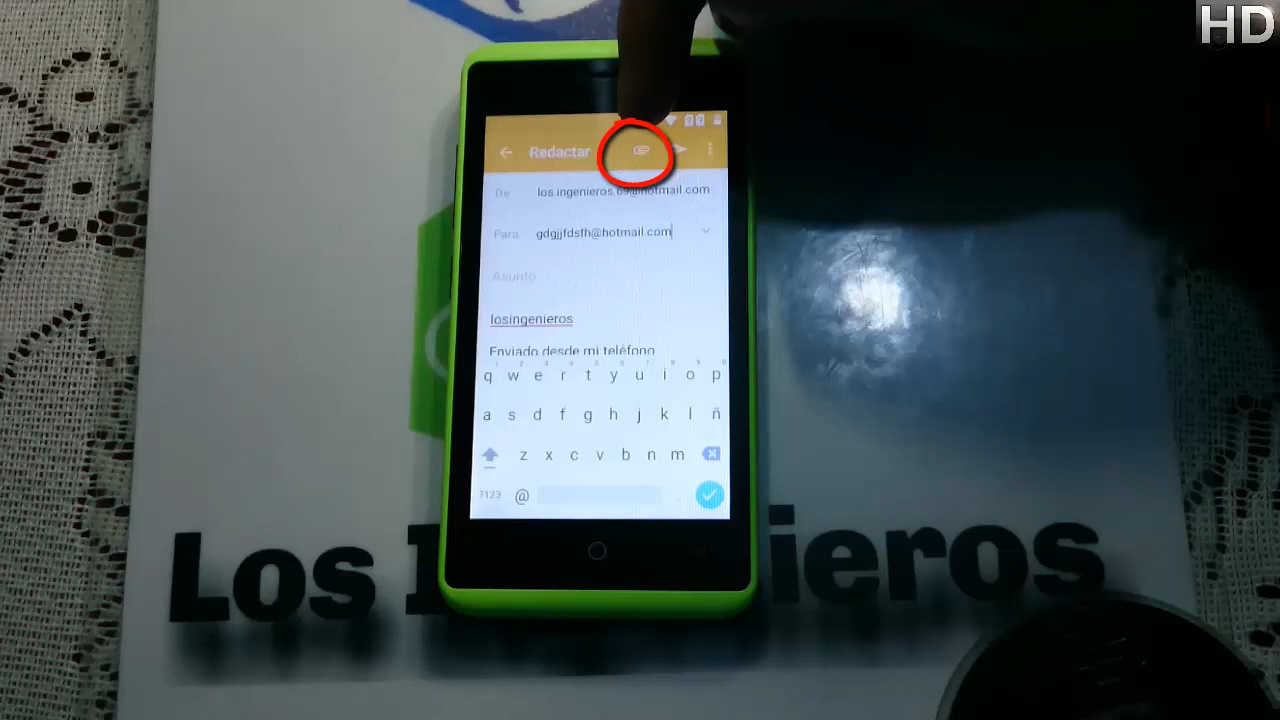 HD
Redactar
De los.ingenieros.69@hotmail.com
Para gdgjjfdsfh@hotmail.com
Asunto
losingenieros
Enviado desde mi teléfono
q w e r t y u i o p
a s d f g h j k l ñ
z x c v b n m
?123 @ .
Los I nieros